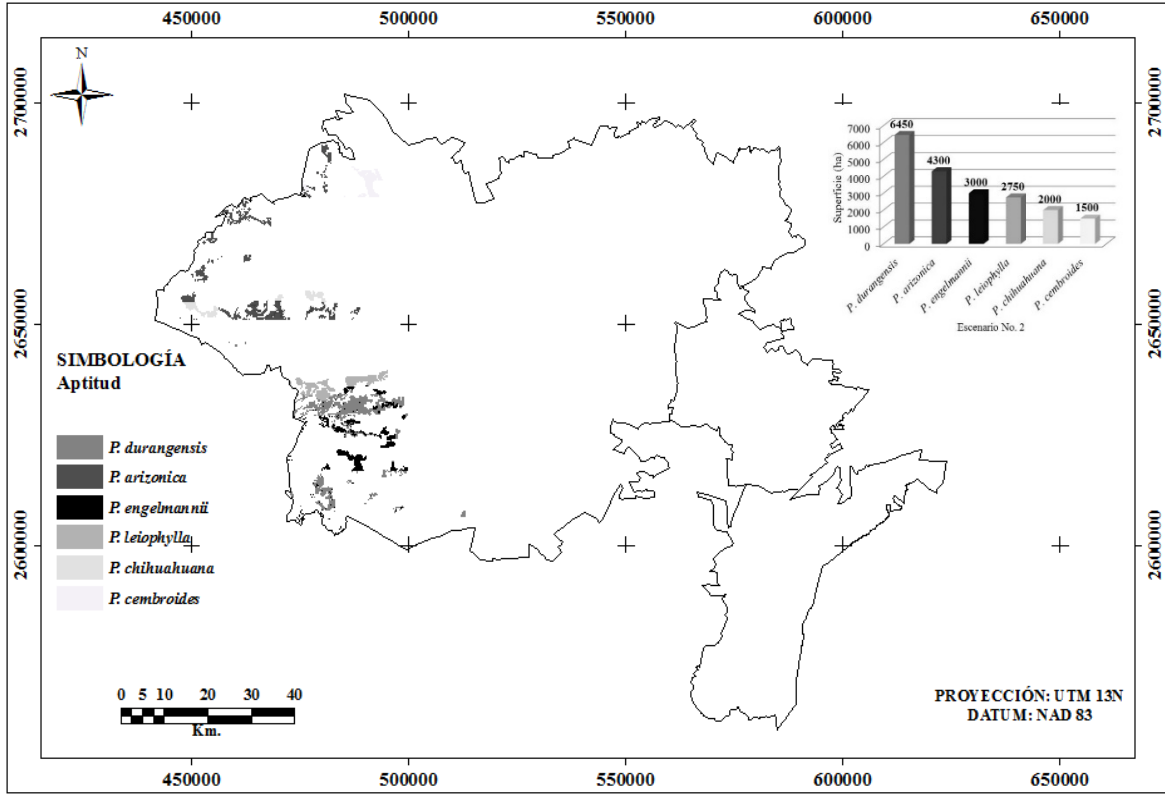 450000 500000 550000 600000 650000
N
2700000 2700000
2650000 2650000
2600000 2600000
Superficie (ha)
7000
6000
5000
4000
3000
2000
1000
0
6450
4300
3000
2750
2000
1500
P. durangensis
P. arizonica
P. engelmannii
P. leiophylla
P. chihuahuana
P. cembroides
Escenario No. 2
SIMBOLOGÍA
Aptitud
P. durangensis
P. arizonica
P. engelmannii
P. leiophylla
P. chihuahuana
P. cembroides
0 5 10 20 30 40
Km.
PROYECCIÓN: UTM 13N
DATUM: NAD 83
450000 500000 550000 600000 650000